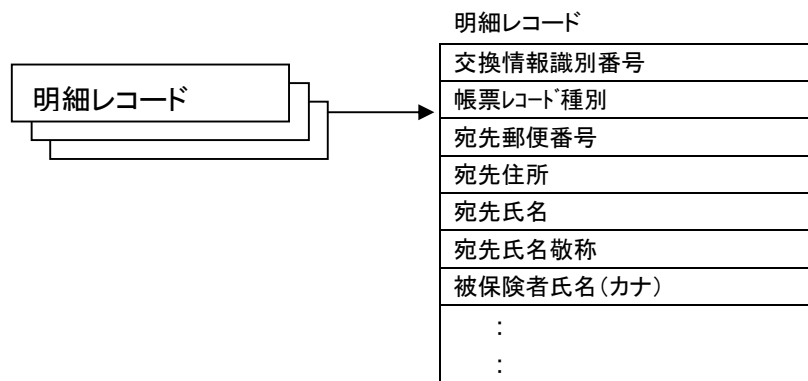 明細レコード
明細レコード
交換情報識別番号
帳票ﾚｺｰﾄﾞ種別
宛先郵便番号
宛先住所
宛先氏名
宛先氏名敬称
被保険者氏名(カナ)
:
: